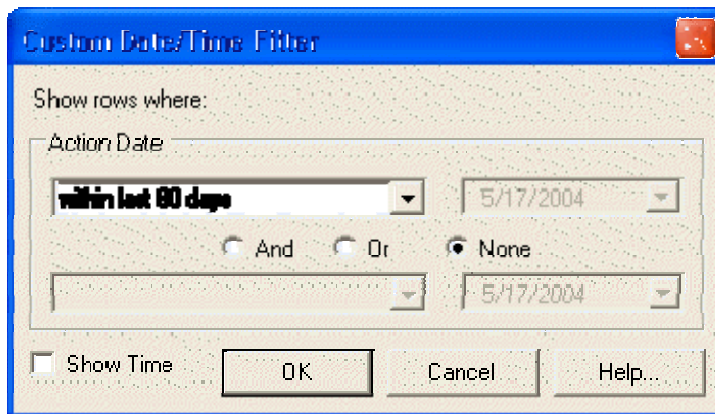 Custom Date/Time Filter
Show rows where:
Action Date
within last days
5/17/2004
And Or None
5/17/2004
Show Time OK Cancel Help...